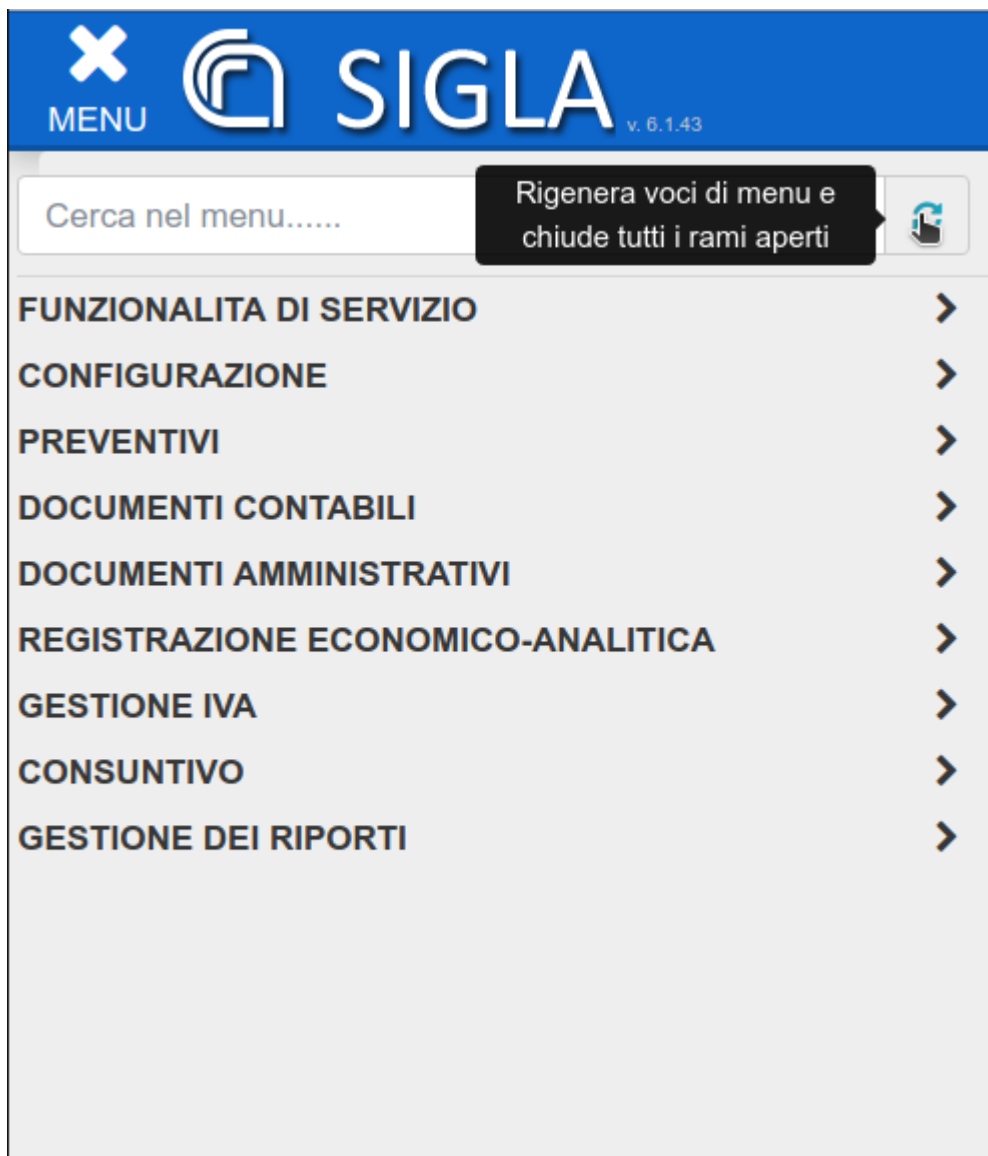 MENU
SIGLA
v. 6.1.43
Cerca nel menu......
Rigenera voci di menu e
chiude tutti i rami aperti
FUNZIONALITA DI SERVIZIO
CONFIGURAZIONE
PREVENTIVI
DOCUMENTI CONTABILI
DOCUMENTI AMMINISTRATIVI
REGISTRAZIONE ECONOMICO-ANALITICA
GESTIONE IVA
CONSUNTIVO
GESTIONE DEI RIPORTI